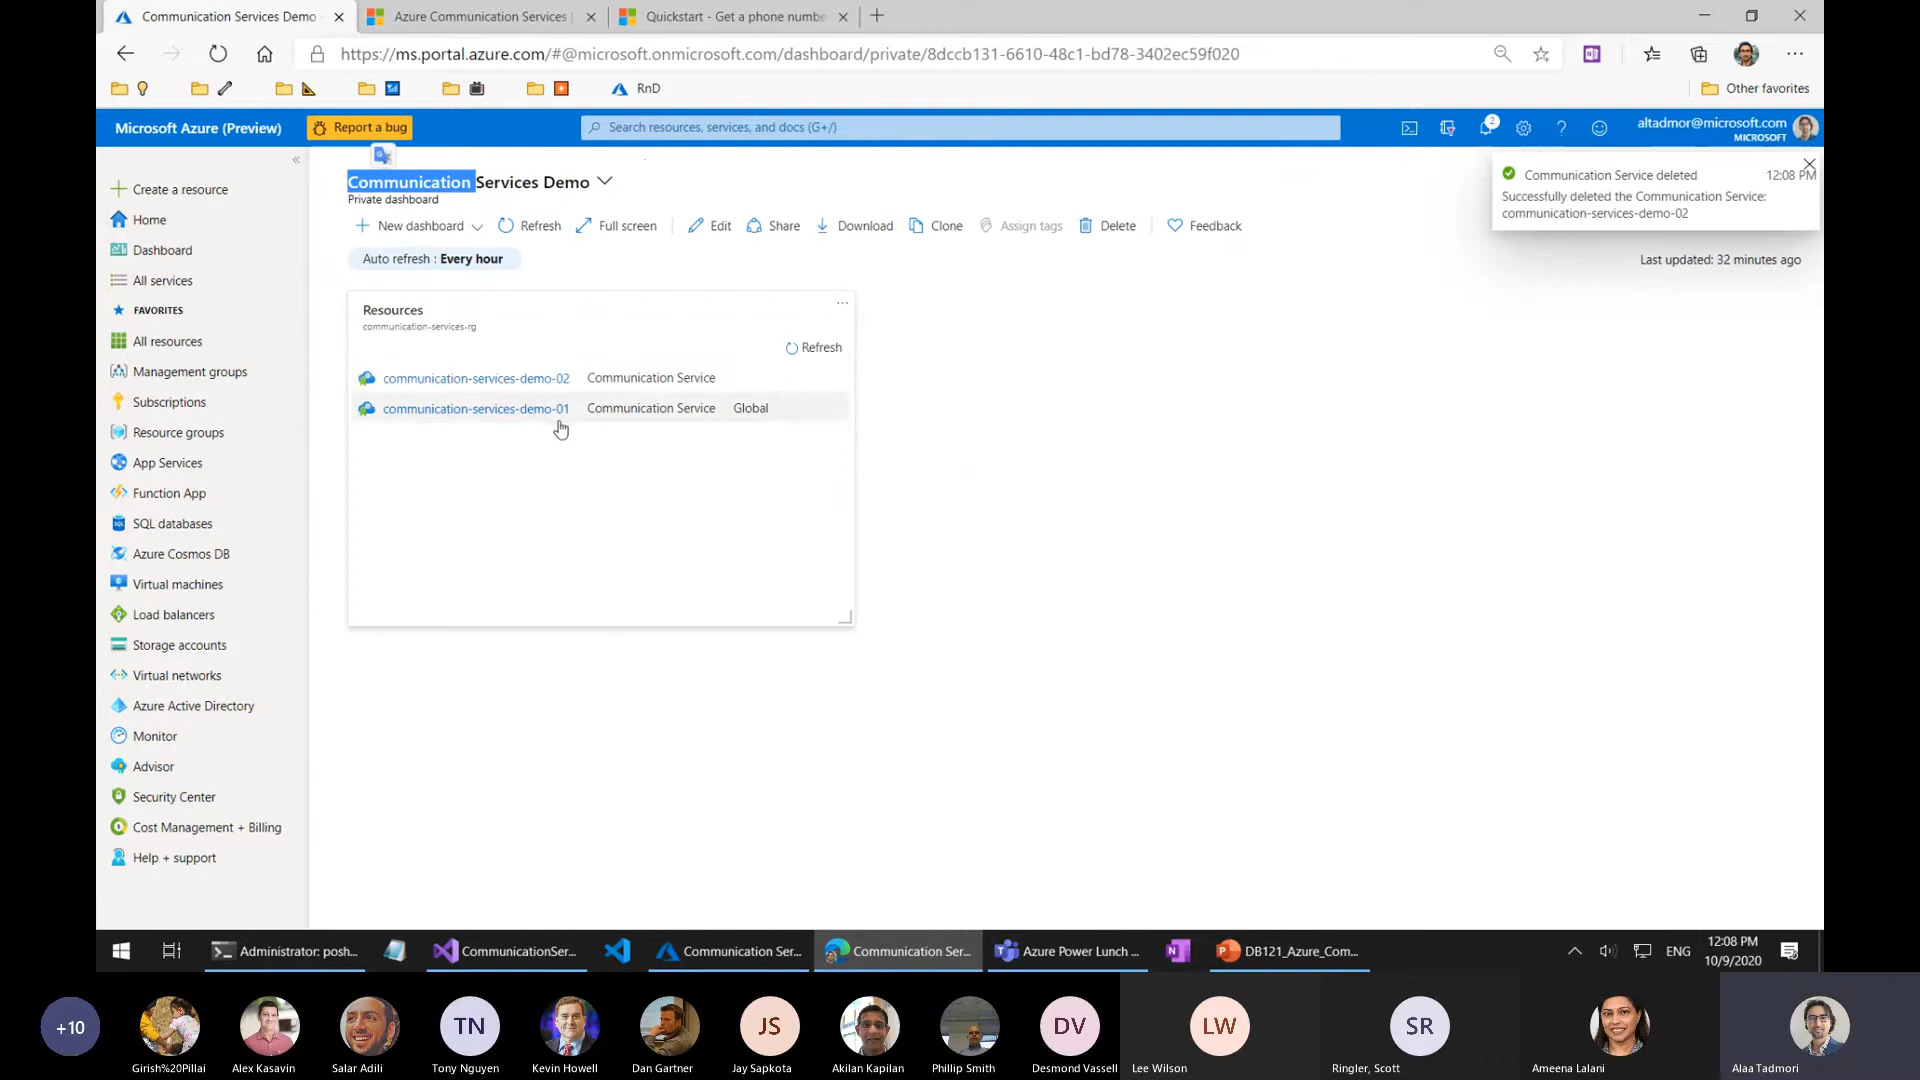 Communication Services Demo
Azure Communication Services |
Quickstart - Get a phone numbe
https://ms.portal.azure.com/#@microsoft.onmicrosoft.com/dashboard/private/8dccb131-6610-48c1-bd78-3402ec59f020
RnD
Other favorites
Microsoft Azure (Preview)
Report a bug
Search resources, services, and docs (G+/)
2
altadmor@microsoft.com
MICROSOFT
Create a resource
Home
Dashboard
All services
FAVORITES
All resources
Management groups
Subscriptions
Resource groups
App Services
Function App
SQL databases
Azure Cosmos DB
Virtual machines
Load balancers
Storage accounts
Virtual networks
Azure Active Directory
Monitor
Advisor
Security Center
Cost Management + Billing
Help + support
Communication Services Demo
Private dashboard
New dashboard
Refresh
Full screen
Edit
Share
Download
Clone
Assign tags
Delete
Feedback
Auto refresh : Every hour
Last updated: 32 minutes ago
Communication Service deleted 12:08 PM
Successfully deleted the Communication Service:
communication-services-demo-02
Resources
communication-services-rg
Refresh
communication-services-demo-02 Communication Service
communication-services-demo-01 Communication Service Global
Administrator: posh...
CommunicationSer...
Communication Ser...
Communication Ser...
Azure Power Lunch ...
DB121_Azure_Com...
ENG
12:08 PM
10/9/2020
+10
TN
JS
DV
LW
SR
Girish%20Pillai
Alex Kasavin
Salar Adili
Tony Nguyen
Kevin Howell
Dan Gartner
Jay Sapkota
Akilan Kapilan
Phillip Smith
Desmond Vassell
Lee Wilson
Ringler, Scott
Ameena Lalani
Alaa Tadmori